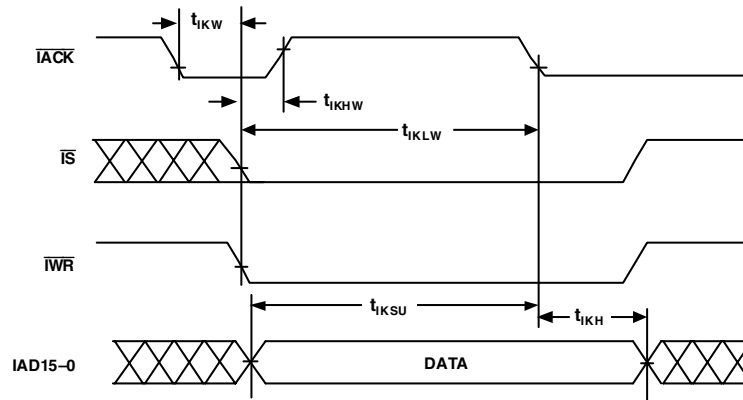 tIKW
IACK
tIKHW
tIKLW
IS
IWR
tIKSU
tIKH
IAD15–0
DATA